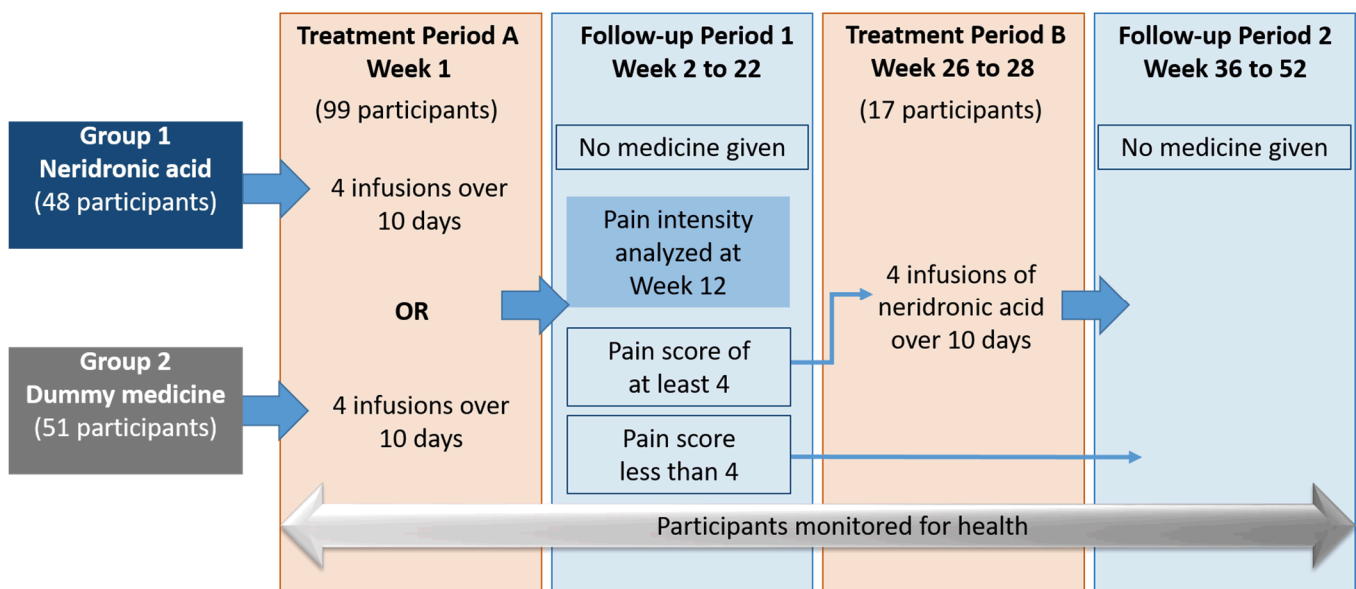 Group 1
Neridronic acid
(48 participants)
Group 2
Dummy medicine
(51 participants)
Treatment Period A
Week 1
(99 participants)
4 infusions over
10 days
OR
4 infusions over
10 days
Follow-up Period 1
Week 2 to 22
No medicine given
Pain intensity
analyzed at
Week 12
Pain score of
at least 4
Pain score
less than 4
Treatment Period B
Week 26 to 28
(17 participants)
4 infusions of
neridronic acid
over 10 days
Follow-up Period 2
Week 36 to 52
No medicine given
Participants monitored for health